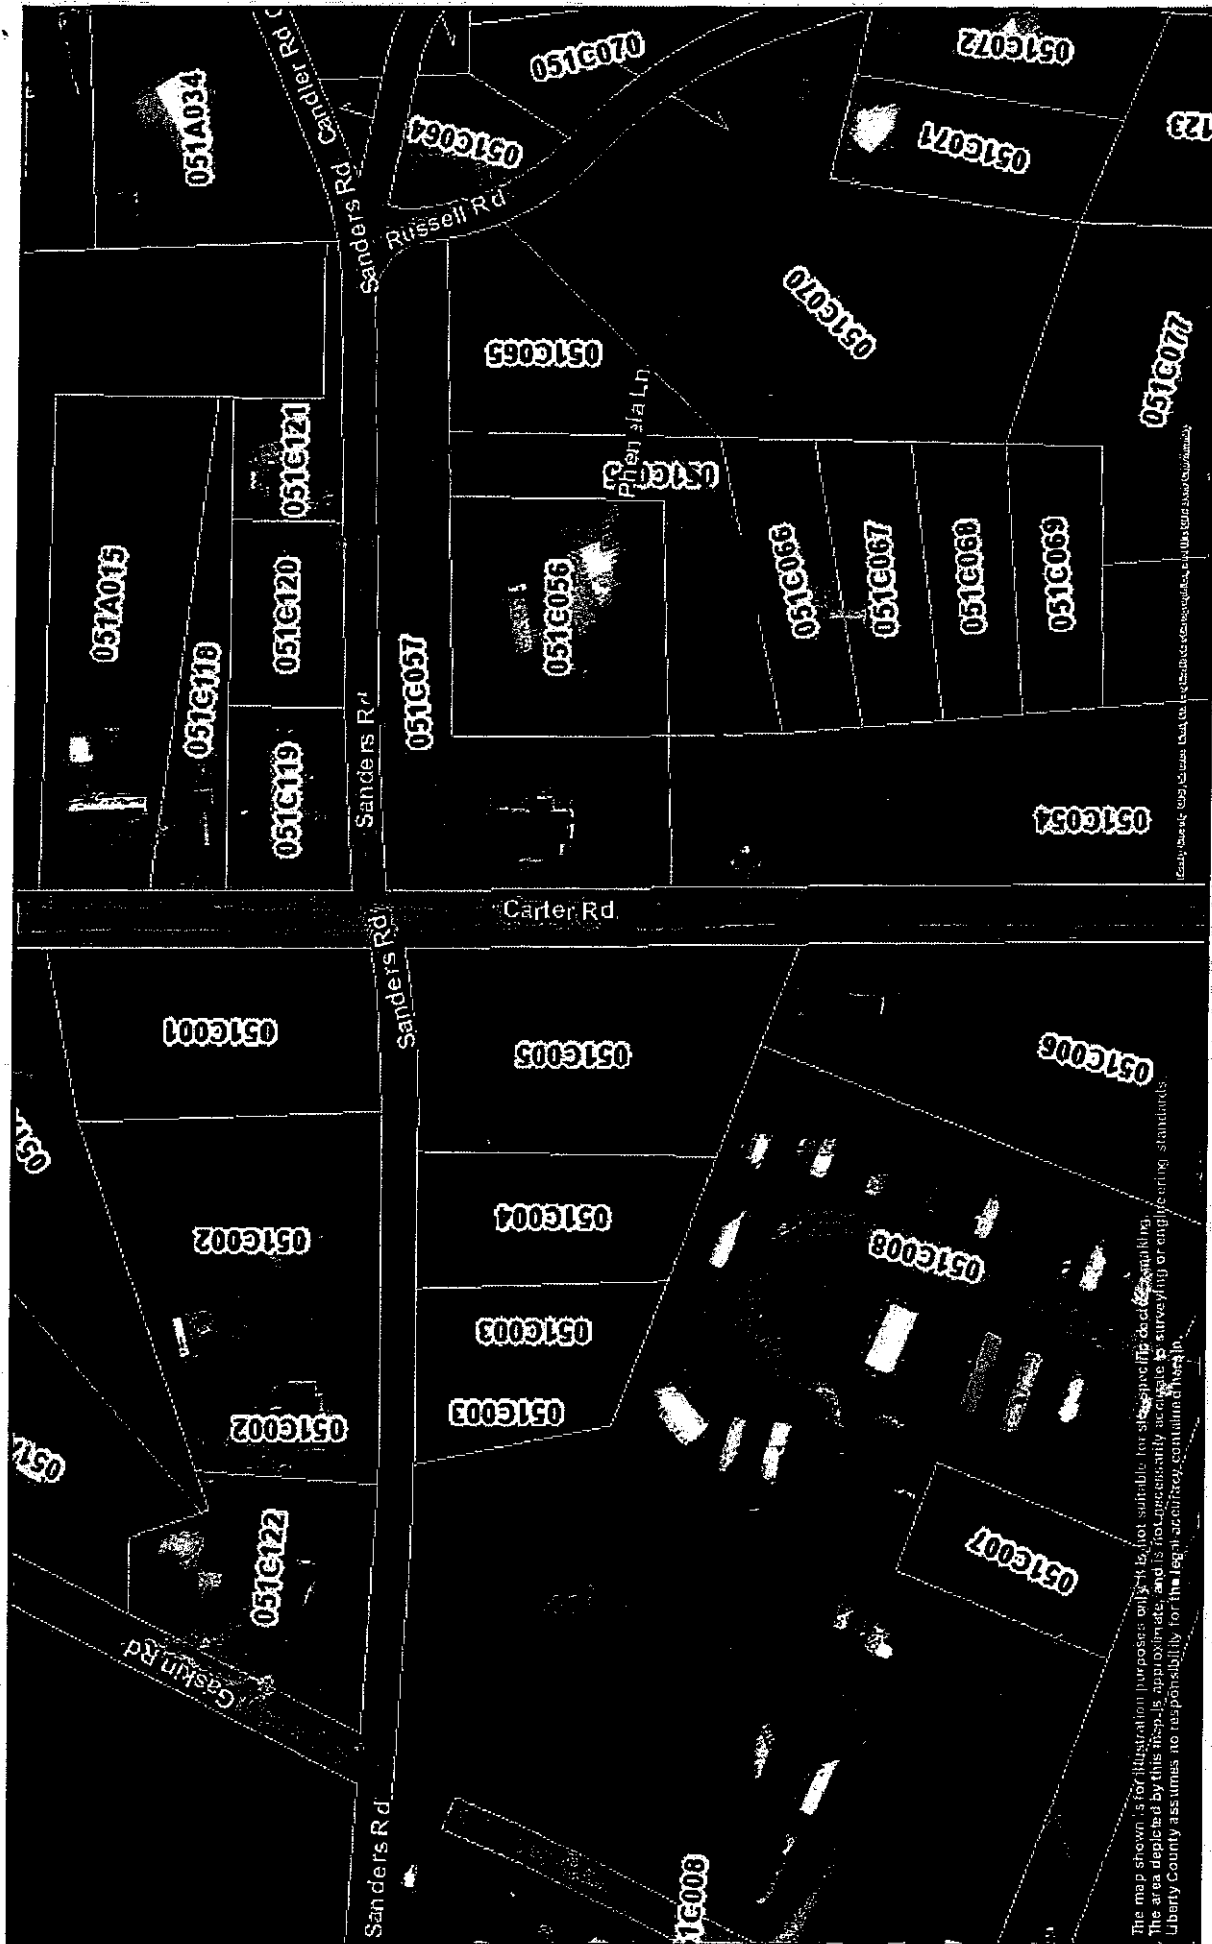 051A034
Candler Rd
051C064
051C070
051C072
051C071
123
Sanders Rd
Russell Rd
051C065
051C070
051C077
051A015
051C118
051C121
051C120
051C119
Sanders Rd
051C057
051C056
Ln
051C066
051C067
051C068
051C069
051C054
Carter Rd
Sanders Rd
051C001
051C005
051C006
051C002
051C004
051C008
051C003
051C003
051C002
051C122
Gaskin Rd
051C007
Sanders Rd
1C008
The map shown is for illustration purposes only. It is not suitable for site specific decision making.
The area depicted by this map is approximate, and is not necessarily accurate to surveying or engineering standards.
Liberty County assumes no responsibility for the legal accuracy contained herein